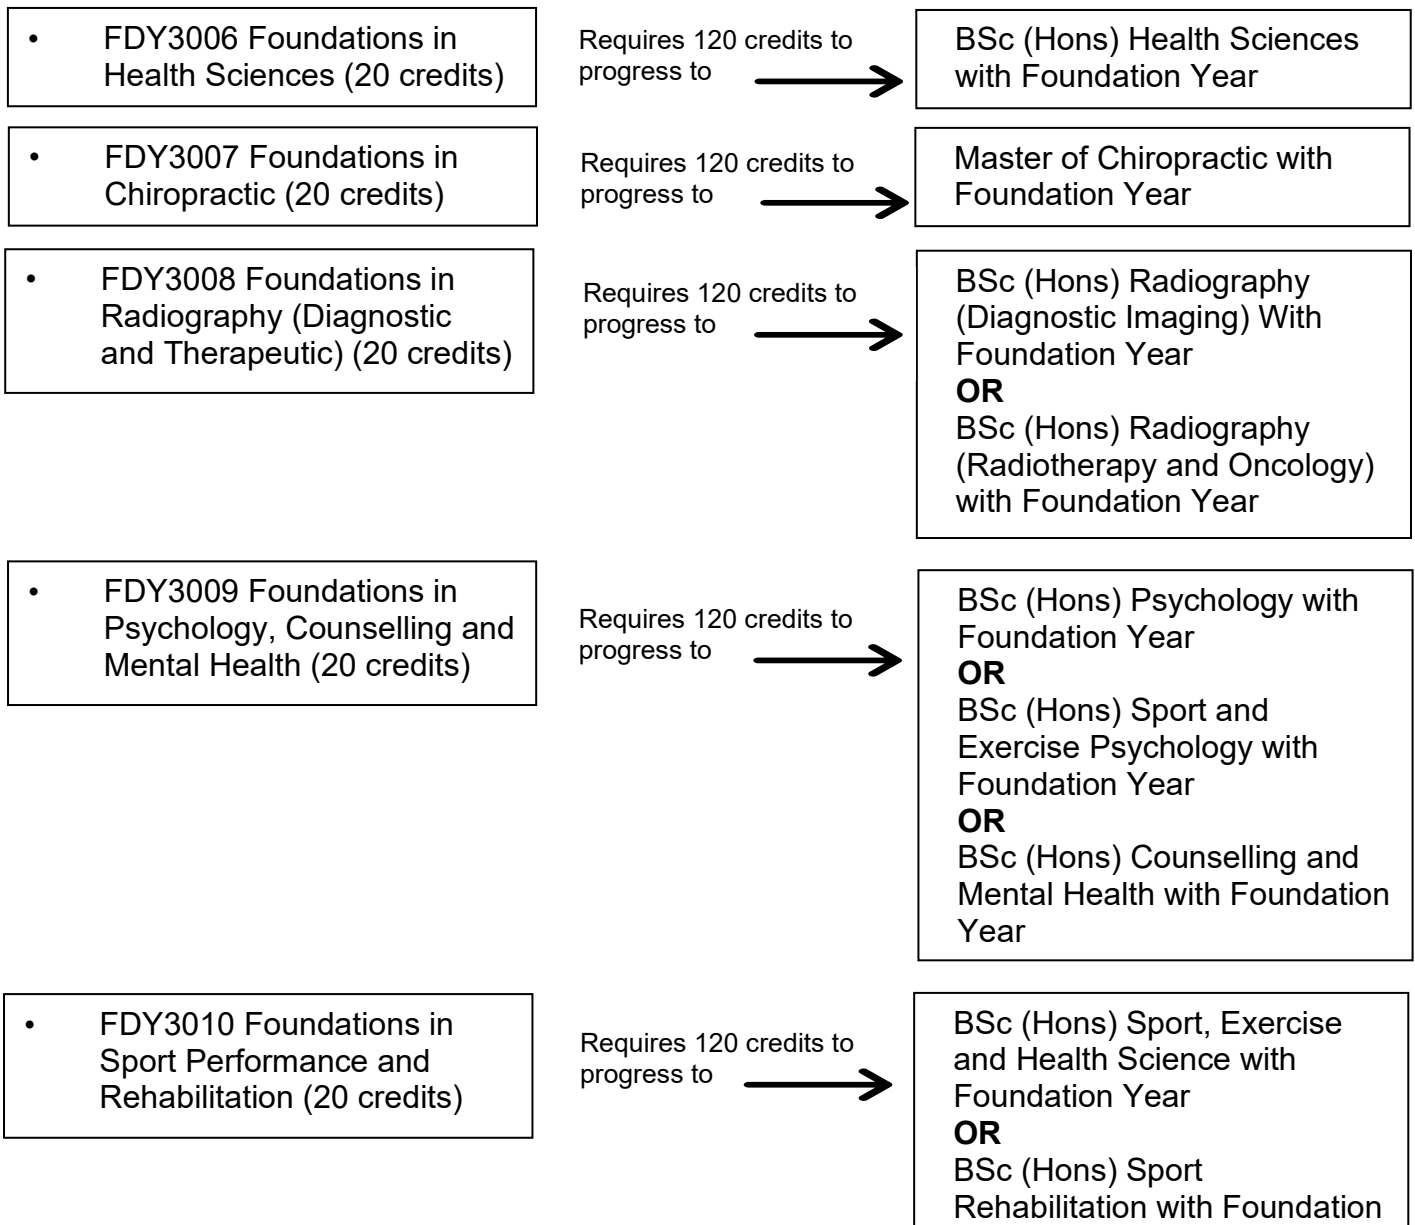 • FDY3006 Foundations in
Health Sciences (20 credits)
Requires 120 credits to
progress to
BSc (Hons) Health Sciences
with Foundation Year
• FDY3007 Foundations in
Chiropractic (20 credits)
Requires 120 credits to
progress to
Master of Chiropractic with
Foundation Year
• FDY3008 Foundations in
Radiography (Diagnostic
and Therapeutic) (20 credits)
Requires 120 credits to
progress to
BSc (Hons) Radiography
(Diagnostic Imaging) With
Foundation Year
OR
BSc (Hons) Radiography
(Radiotherapy and Oncology)
with Foundation Year
• FDY3009 Foundations in
Psychology, Counselling and
Mental Health (20 credits)
Requires 120 credits to
progress to
BSc (Hons) Psychology with
Foundation Year
OR
BSc (Hons) Sport and
Exercise Psychology with
Foundation Year
OR
BSc (Hons) Counselling and
Mental Health with Foundation
Year
• FDY3010 Foundations in
Sport Performance and
Rehabilitation (20 credits)
Requires 120 credits to
progress to
BSc (Hons) Sport, Exercise
and Health Science with
Foundation Year
OR
BSc (Hons) Sport
Rehabilitation with Foundation